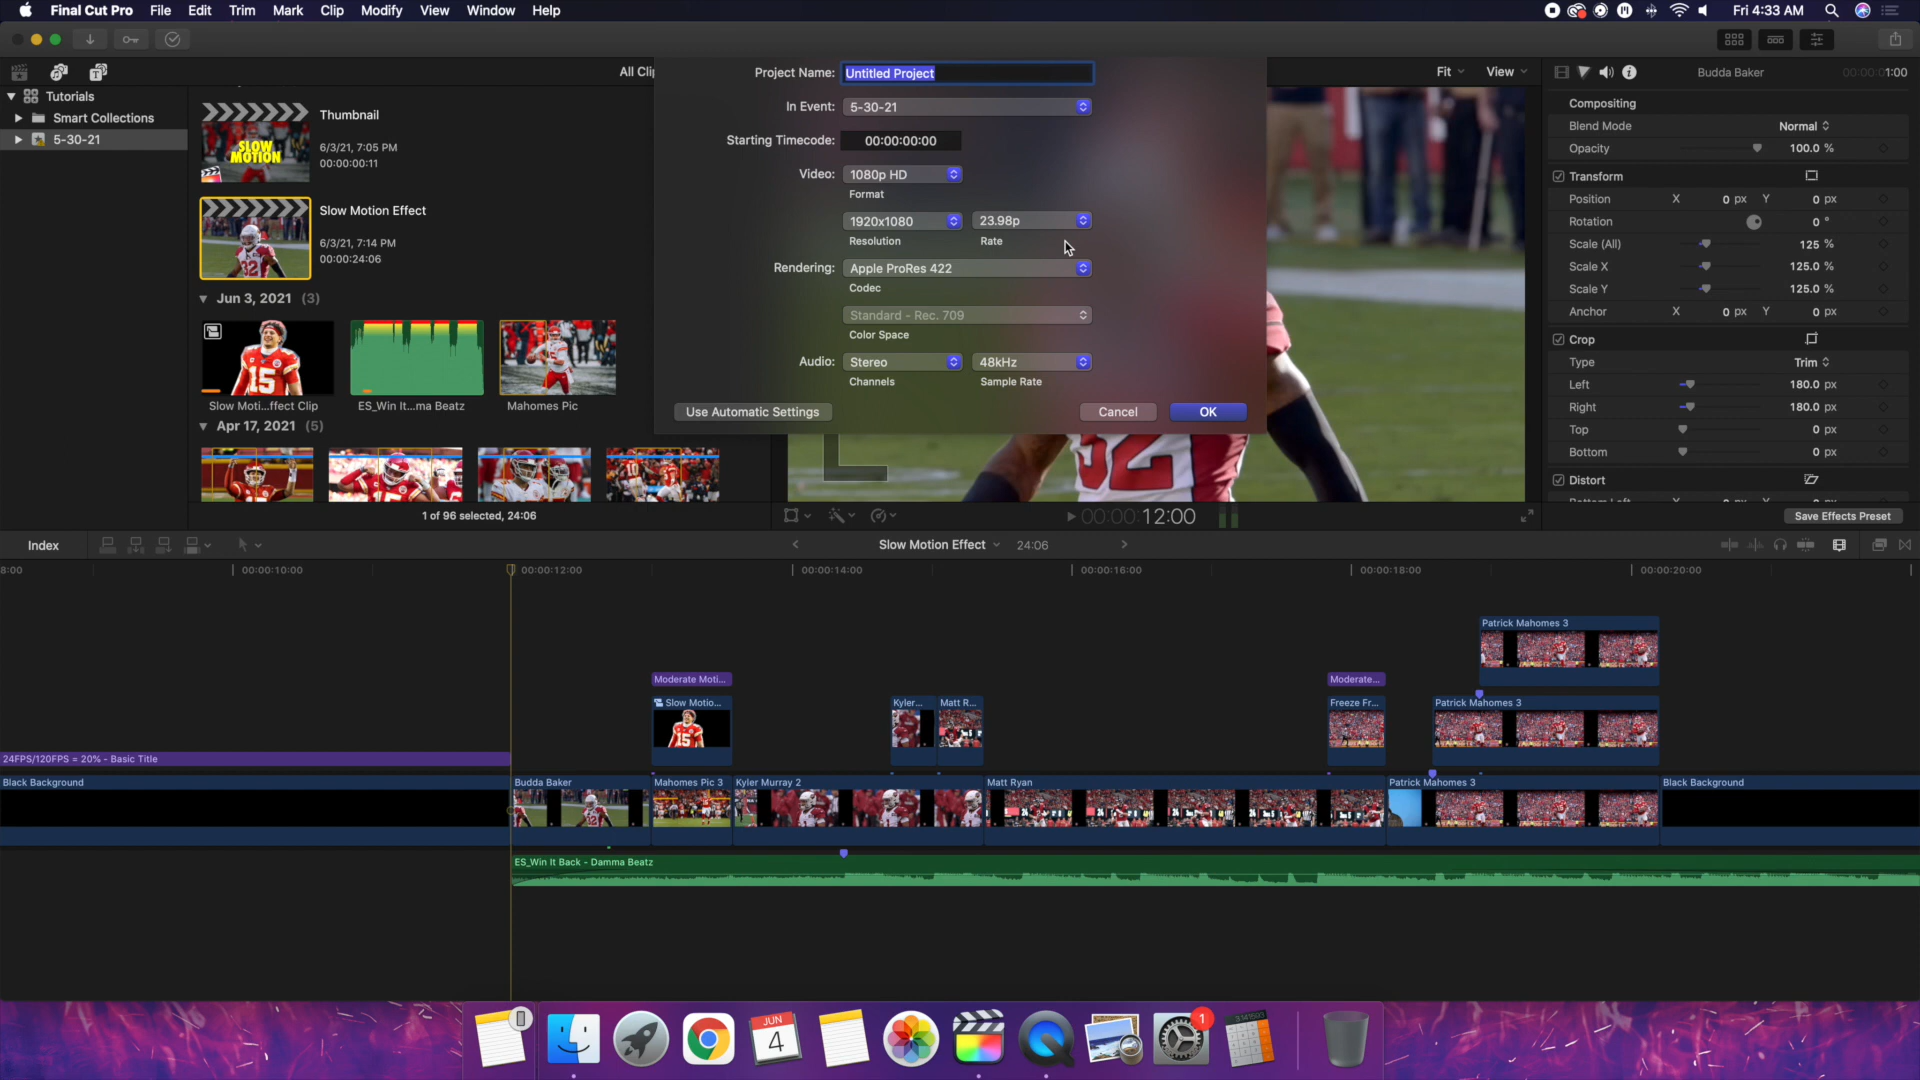 Final Cut Pro File Edit Trim Mark Clip Modify View Window Help
Fri 4:33 AM
All Cli
Fit View
Budda Baker
00:00:01:00
Tutorials
Smart Collections
5-30-21
SLOW MOTION
Thumbnail
6/3/21, 7:05 PM
00:00:00:11
Slow Motion Effect
6/3/21, 7:14 PM
00:00:24:06
Jun 3, 2021 (3)
Slow Moti...ffect Clip
ES_Win It...ma Beatz
Mahomes Pic
Apr 17, 2021 (5)
1 of 96 selected, 24:06
Project Name: Untitled Project
In Event: 5-30-21
Starting Timecode: 00:00:00:00
Video: 1080p HD
Format
1920x1080 23.98p
Resolution Rate
Rendering: Apple ProRes 422
Codec
Standard - Rec. 709
Color Space
Audio: Stereo 48kHz
Channels Sample Rate
Use Automatic Settings Cancel OK
32
00:00:12:00
Compositing
Blend Mode Normal
Opacity 100.0 %
Transform
Position X 0 px Y 0 px
Rotation 0 °
Scale (All) 125 %
Scale X 125.0 %
Scale Y 125.0 %
Anchor X 0 px Y 0 px
Crop
Type Trim
Left 180.0 px
Right 180.0 px
Top 0 px
Bottom 0 px
Distort
Save Effects Preset
Index
Slow Motion Effect 24:06
8:00 00:00:10:00 00:00:12:00 00:00:14:00 00:00:16:00 00:00:18:00 00:00:20:00
Patrick Mahomes 3
Moderate Moti...
Moderate...
Slow Motio...
Kyler...
Matt R...
Freeze Fr...
Patrick Mahomes 3
24FPS/120FPS = 20% - Basic Title
Black Background
Budda Baker
Mahomes Pic 3
Kyler Murray 2
Matt Ryan
Patrick Mahomes 3
Black Background
ES_Win It Back - Damma Beatz
JUN
4
1